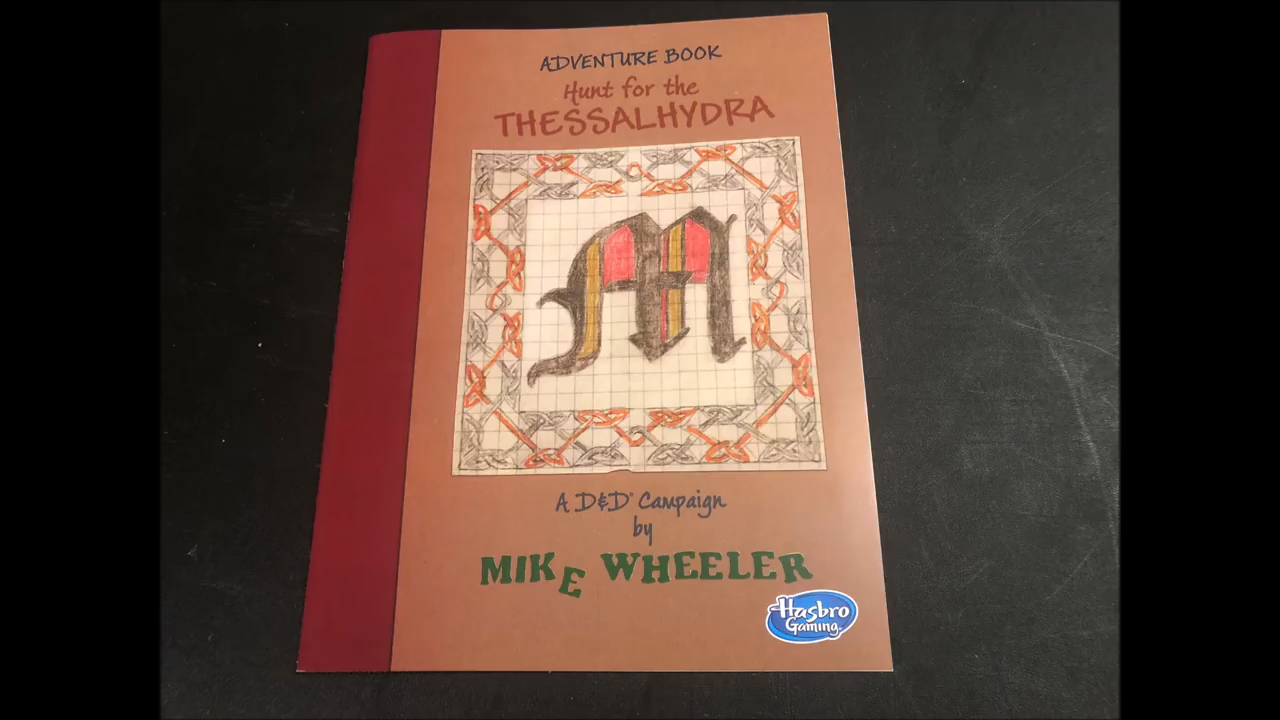 ADVENTURE BOOK
Hunt for the
THESSALHYDRA
M
A D&D® Campaign
by
MIKE WHEELER
Hasbro
Gaming